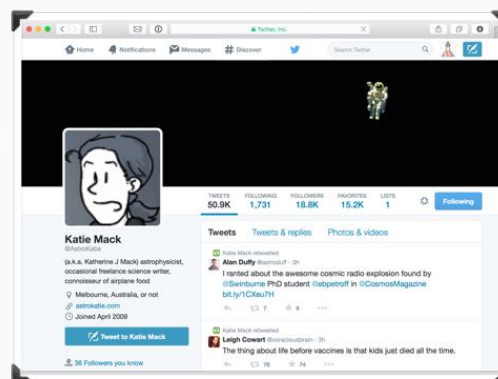 Twitter, Inc.
Home Notifications Messages # Discover Search Twitter
TWEETS FOLLOWING FOLLOWERS FAVORITES LISTS
50.9K 1,731 18.8K 15.2K 1 Following
Katie Mack
@AstroKatie
(a.k.a. Katherine J Mack) astrophysicist,
occasional freelance science writer,
connoisseur of airplane food
Melbourne, Australia, or not
astrokatie.com
Joined April 2009
Tweet to Katie Mack
36 Followers you know
Tweets Tweets & replies Photos & videos
Katie Mack retweeted
Alan Duffy @astroduff · 3h
I ranted about the awesome cosmic radio explosion found by
@Swinburne PhD student @ebpetroff in @CosmosMagazine
bit.ly/1CXeu7H
7 9
Katie Mack retweeted
Leigh Cowart @voraciousbrain · 3h
The thing about life before vaccines is that kids just died all the time.
78 74